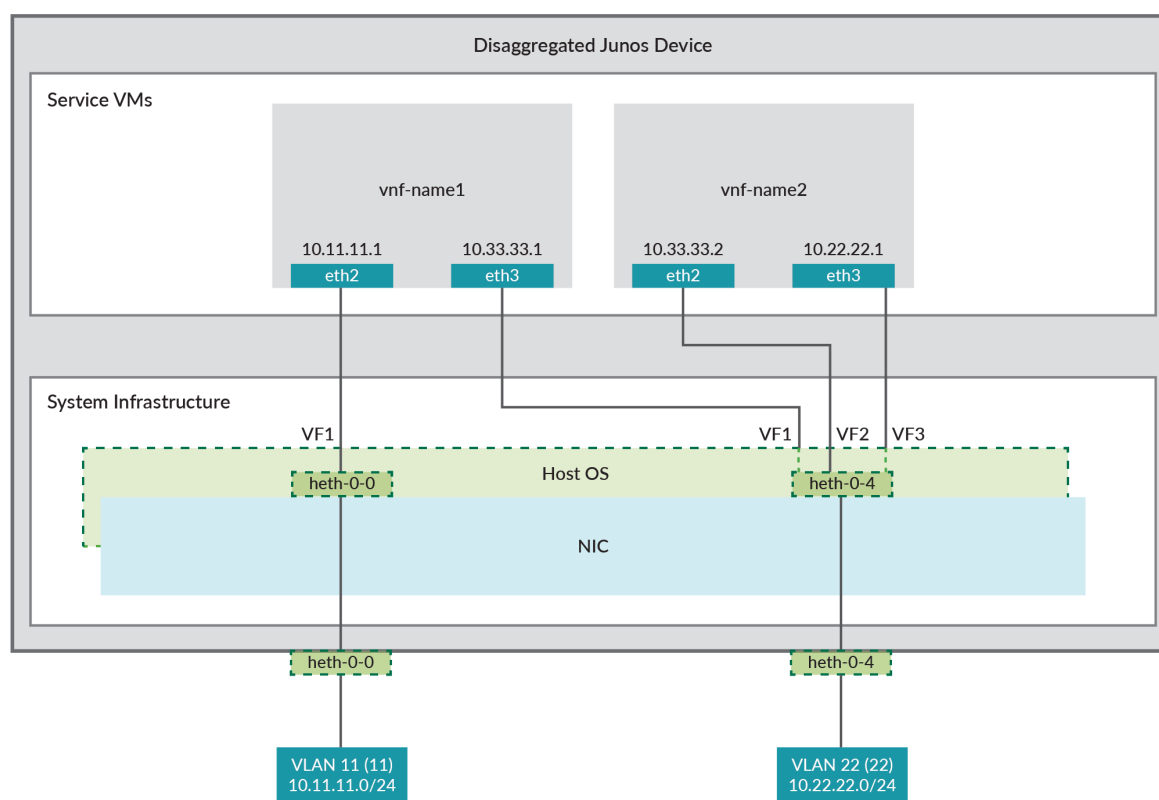 Disaggregated Junos Device
Service VMs
vnf-name1
vnf-name2
10.11.11.1
10.33.33.1
10.33.33.2
10.22.22.1
eth2
eth3
eth2
eth3
System Infrastructure
VF1
VF1
VF2
VF3
Host OS
heth-0-0
heth-0-4
NIC
heth-0-0
heth-0-4
VLAN 11 (11)
10.11.11.0/24
VLAN 22 (22)
10.22.22.0/24